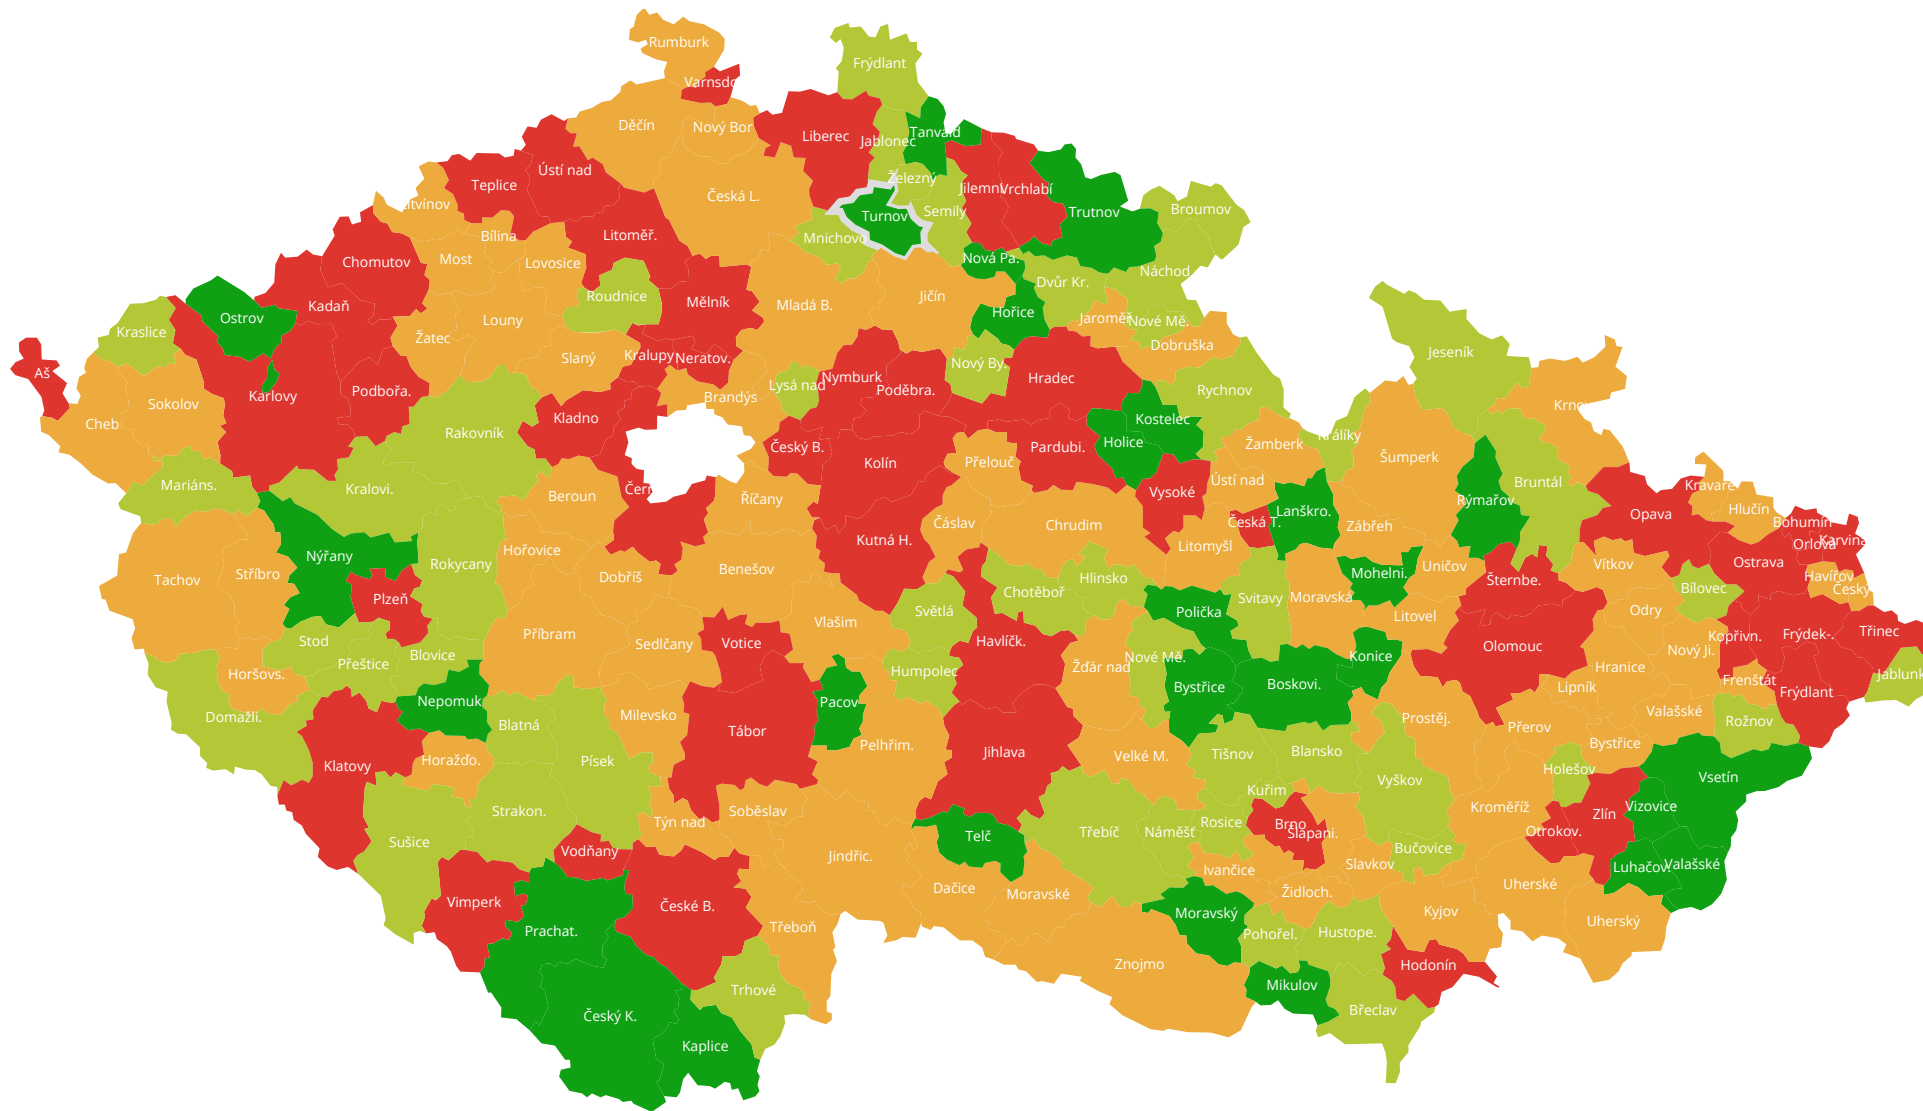 Rumburk
Frýdlant
Varnsdo
Děčín
Nový Bor
Liberec
Jablonec
Tanvald
Ústí nad
Teplice
Železný
Jilemni
Vrchlabí
Česká L.
Litvínov
Turnov
Semily
Trutnov
Broumov
Bílina
Litoměř.
Mnichovo
Chomutov
Most
Lovosice
Nová Pa.
Náchod
Kadaň
Roudnice
Mělník
Mladá B.
Jičín
Dvůr Kr.
Ostrov
Kraslice
Louny
Hořice
Jaroměř
Nové Mě.
Žatec
Slaný
Kralupy
Neratov.
Dobruška
Jeseník
Aš
Nový By.
Podbořa.
Karlovy
Sokolov
Lysá nad
Nymburk
Poděbra.
Hradec
Rychnov
Brandýs
Cheb
Kladno
Krnov
Rakovník
Kostelec
Holice
Králíky
Český B.
Pardubi.
Žamberk
Kolín
Přelouč
Šumperk
Mariáns.
Kralovi.
Beroun
Říčany
Vysoké
Ústí nad
Rýmařov
Bruntál
Kravaře
Lanškro.
Opava
Hlučín
Čáslav
Chrudim
Česká T.
Zábřeh
Bohumín
Nýřany
Hořovice
Kutná H.
Litomyšl
Orlová
Karviná
Tachov
Stříbro
Rokycany
Dobříš
Benešov
Hlinsko
Mohelni.
Uničov
Šternbe.
Vítkov
Ostrava
Plzeň
Chotěboř
Moravská
Svitavy
Havířov
Český
Bílovec
Světlá
Polička
Litovel
Odry
Příbram
Vlašim
Stod
Votice
Sedlčany
Havlíčk.
Konice
Olomouc
Kopřivn.
Frýdek-.
Třinec
Přeštice
Blovice
Horšovs.
Humpolec
Žďár nad
Nové Mě.
Hranice
Nový Ji.
Jablunk
Nepomuk
Pacov
Bystřice
Boskovi.
Lipník
Frenštát
Frýdlant
Domažli.
Blatná
Milevsko
Prostěj.
Valašské
Rožnov
Tábor
Pelhřim.
Jihlava
Přerov
Bystřice
Klatovy
Horažďo.
Písek
Velké M.
Tišnov
Blansko
Vyškov
Holešov
Vsetín
Strakon.
Soběslav
Kuřim
Kroměříž
Vizovice
Zlín
Týn nad
Telč
Třebíč
Náměšť
Rosice
Brno
Šlapani.
Otrokov.
Sušice
Vodňany
Jindřic.
Bučovice
Slavkov
Luhačov.
Valašské
Ivančice
Dačice
Moravské
Židloch.
Uherské
Vimperk
České B.
Moravský
Kyjov
Uherský
Prachat.
Třeboň
Pohořel.
Hustope.
Znojmo
Hodonín
Trhové
Mikulov
Český K.
Břeclav
Kaplice